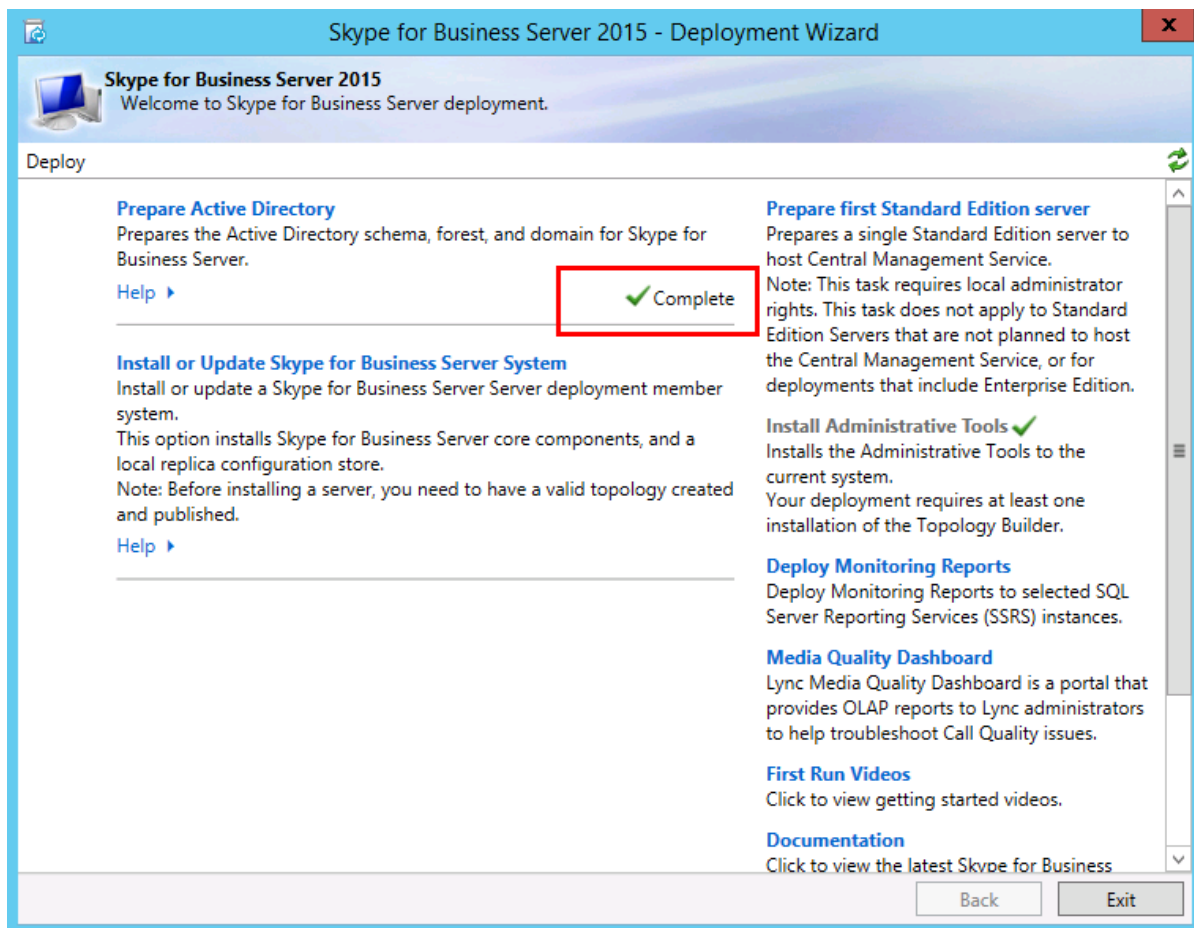 Skype for Business Server 2015 - Deployment Wizard
x
Skype for Business Server 2015
Welcome to Skype for Business Server deployment.
Deploy
Prepare Active Directory
Prepares the Active Directory schema, forest, and domain for Skype for
Business Server.
Help
Complete
Install or Update Skype for Business Server System
Install or update a Skype for Business Server Server deployment member
system.
This option installs Skype for Business Server core components, and a
local replica configuration store.
Note: Before installing a server, you need to have a valid topology created
and published.
Help
Prepare first Standard Edition server
Prepares a single Standard Edition server to
host Central Management Service.
Note: This task requires local administrator
rights. This task does not apply to Standard
Edition Servers that are not planned to host
the Central Management Service, or for
deployments that include Enterprise Edition.
Install Administrative Tools
Installs the Administrative Tools to the
current system.
Your deployment requires at least one
installation of the Topology Builder.
Deploy Monitoring Reports
Deploy Monitoring Reports to selected SQL
Server Reporting Services (SSRS) instances.
Media Quality Dashboard
Lync Media Quality Dashboard is a portal that
provides OLAP reports to Lync administrators
to help troubleshoot Call Quality issues.
First Run Videos
Click to view getting started videos.
Documentation
Click to view the latest Skype for Business
Back
Exit